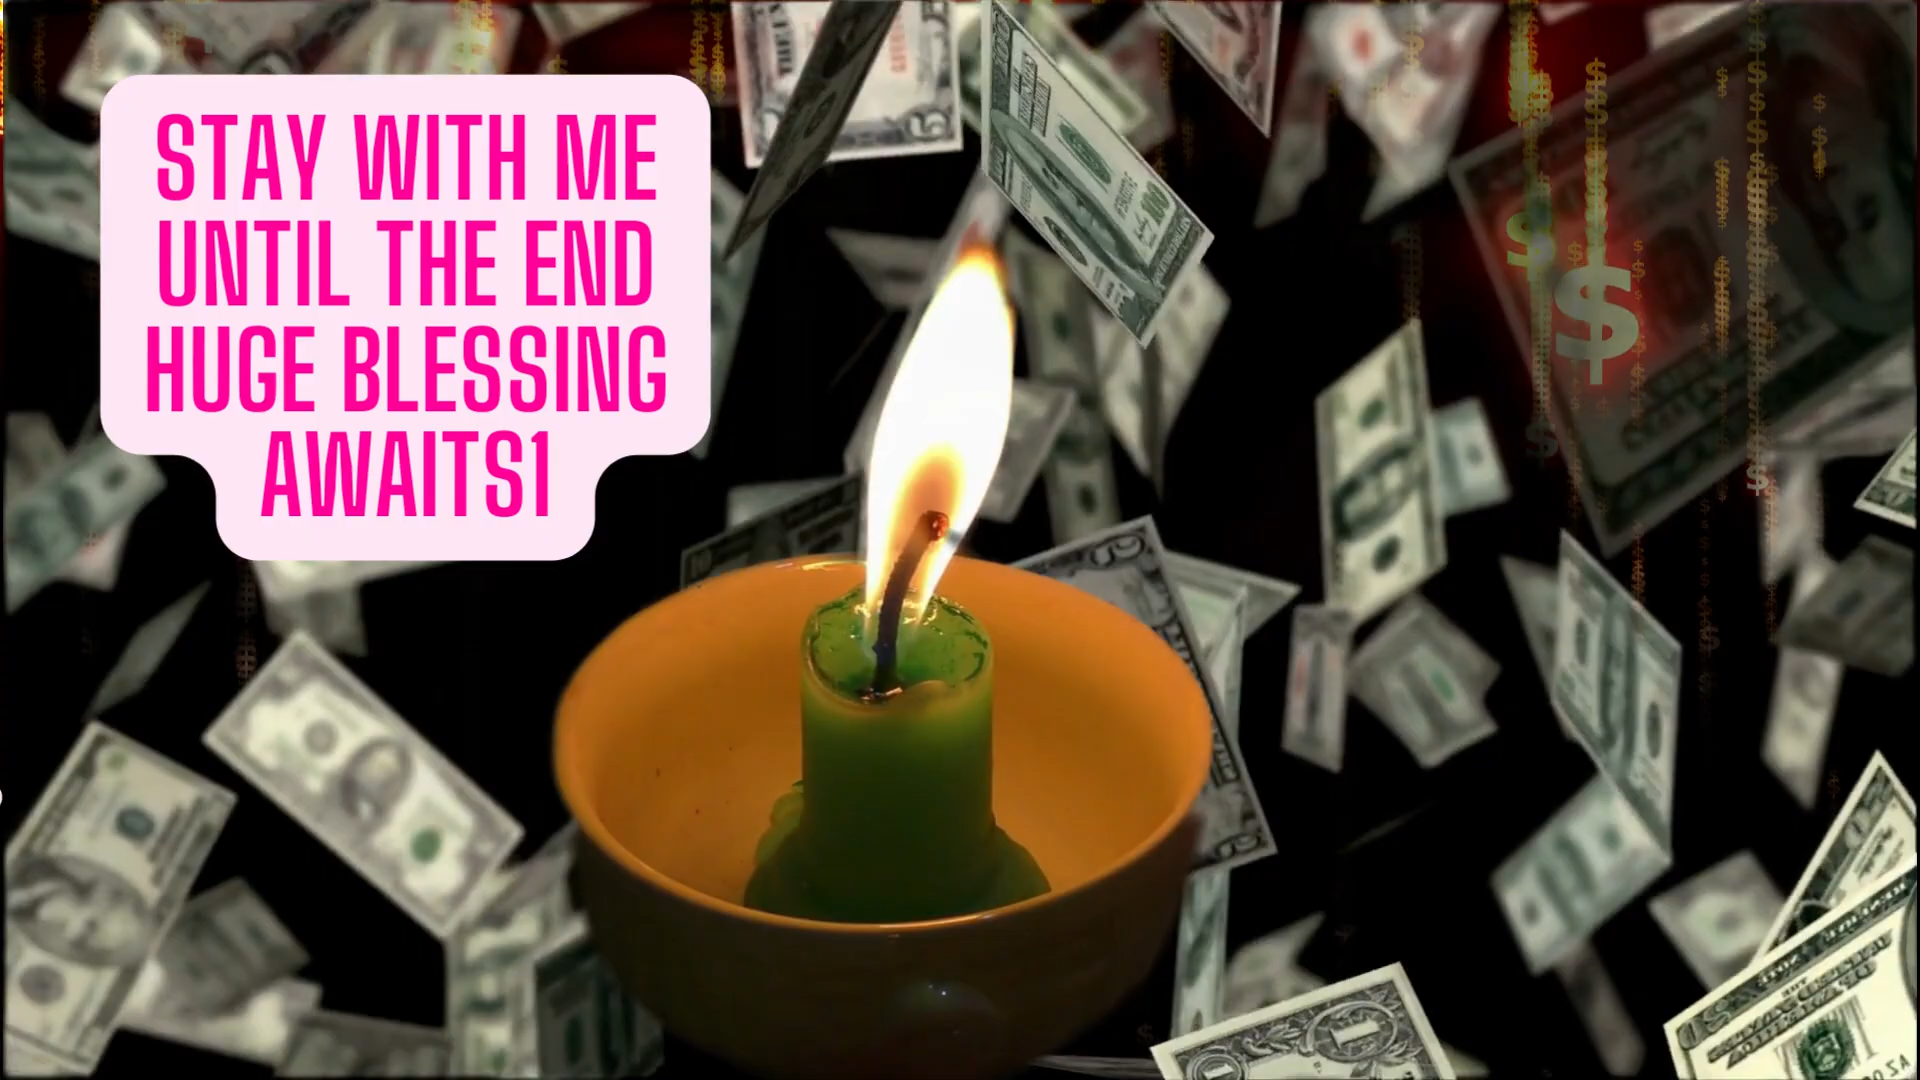 STAY WITH ME
UNTIL THE END
HUGE BLESSING
AWAITS1